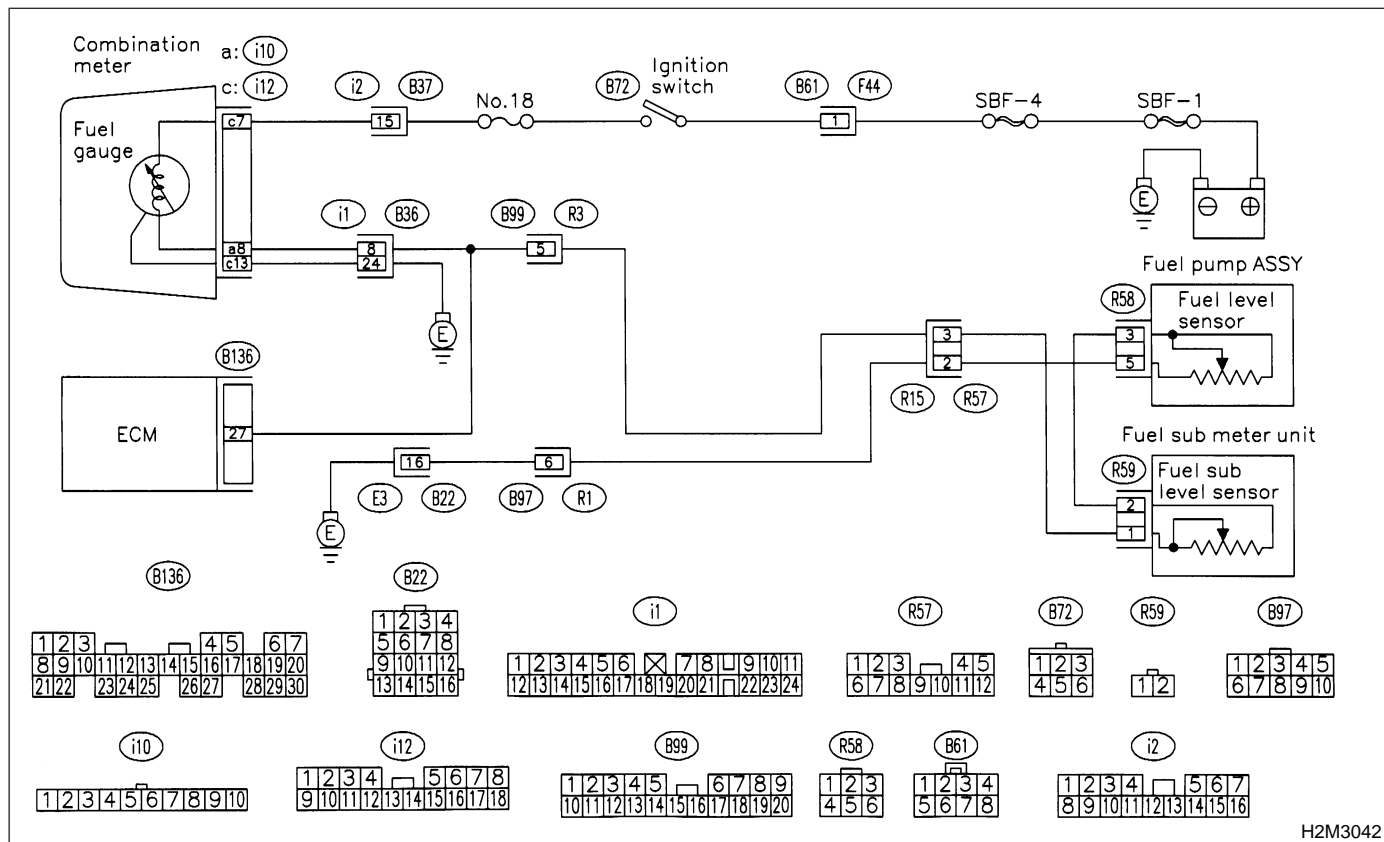 Combination meter
a: i10
c: i12
Fuel gauge
c7
a8
c13
i2 B37
15
No.18
B72
Ignition switch
B61 F44
1
SBF-4
SBF-1
E
⊖ ⊕
i1 B36
8
24
B99 R3
5
E
Fuel pump ASSY
R58
Fuel level sensor
3
5
3
2
R15 R57
B136
ECM
27
16
E3 B22
6
B97 R1
E
Fuel sub meter unit
R59
Fuel sub level sensor
2
1
B136
1 2 3 4 5 6 7
8 9 10 11 12 13 14 15 16 17 18 19 20
21 22 23 24 25 26 27 28 29 30
B22
1 2 3 4
5 6 7 8
9 10 11 12
13 14 15 16
i1
1 2 3 4 5 6 7 8 9 10 11
12 13 14 15 16 17 18 19 20 21 22 23 24
R57
1 2 3 4 5
6 7 8 9 10 11 12
B72
1 2 3
4 5 6
R59
1 2
B97
1 2 3 4 5
6 7 8 9 10
i10
1 2 3 4 5 6 7 8 9 10
i12
1 2 3 4 5 6 7 8
9 10 11 12 13 14 15 16 17 18
B99
1 2 3 4 5 6 7 8 9
10 11 12 13 14 15 16 17 18 19 20
R58
1 2 3
4 5 6
B61
1 2 3 4
5 6 7 8
i2
1 2 3 4 5 6 7
8 9 10 11 12 13 14 15 16
H2M3042